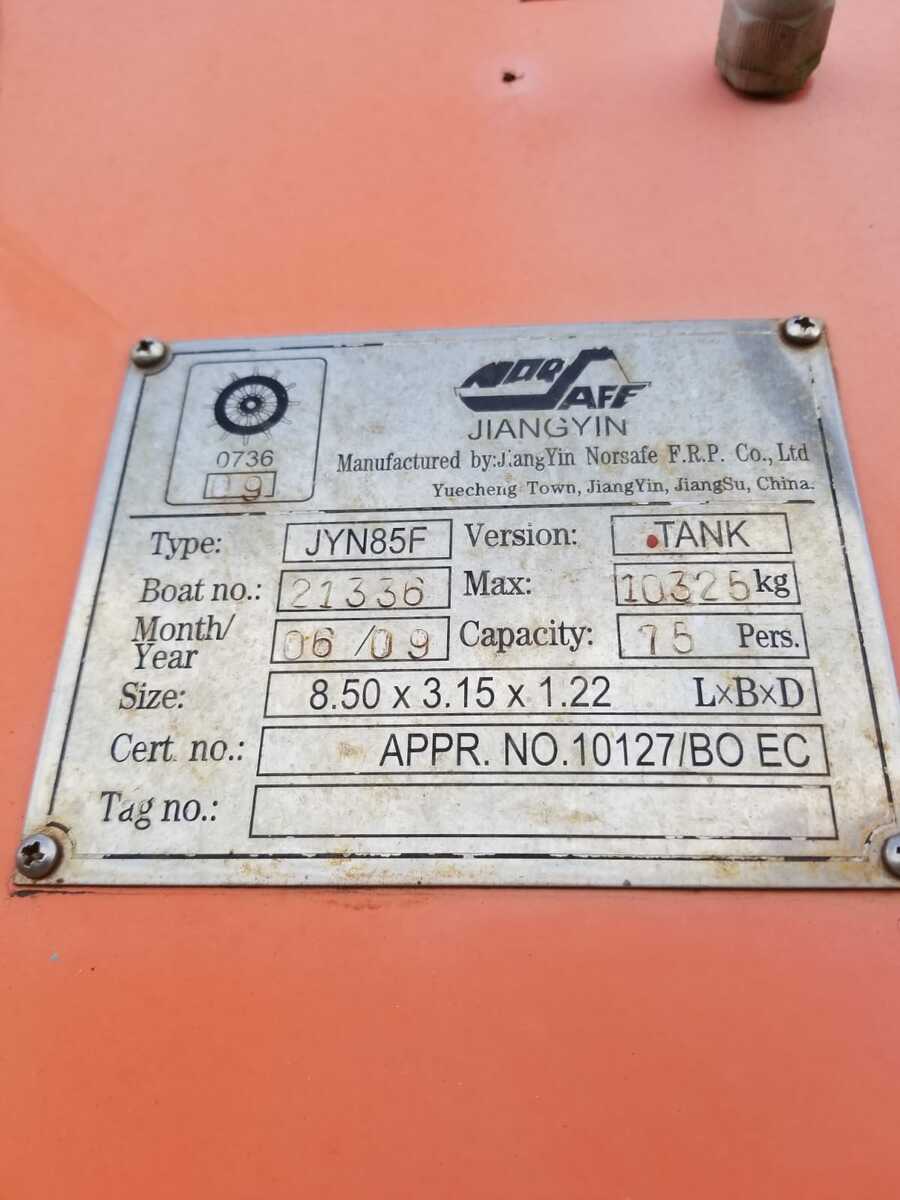 NORSAFE
JIANGYIN
0736
09
Manufactured by:JiangYin Norsafe F.R.P. Co., Ltd
Yuecheng Town, JiangYin, JiangSu, China.
Type: JYN85F Version: TANK
Boat no.: 21336 Max: 10325 kg
Month/
Year 06/09 Capacity: 75 Pers.
Size: 8.50 x 3.15 x 1.22 L×B×D
Cert. no.: APPR. NO.10127/BO EC
Tag no.: